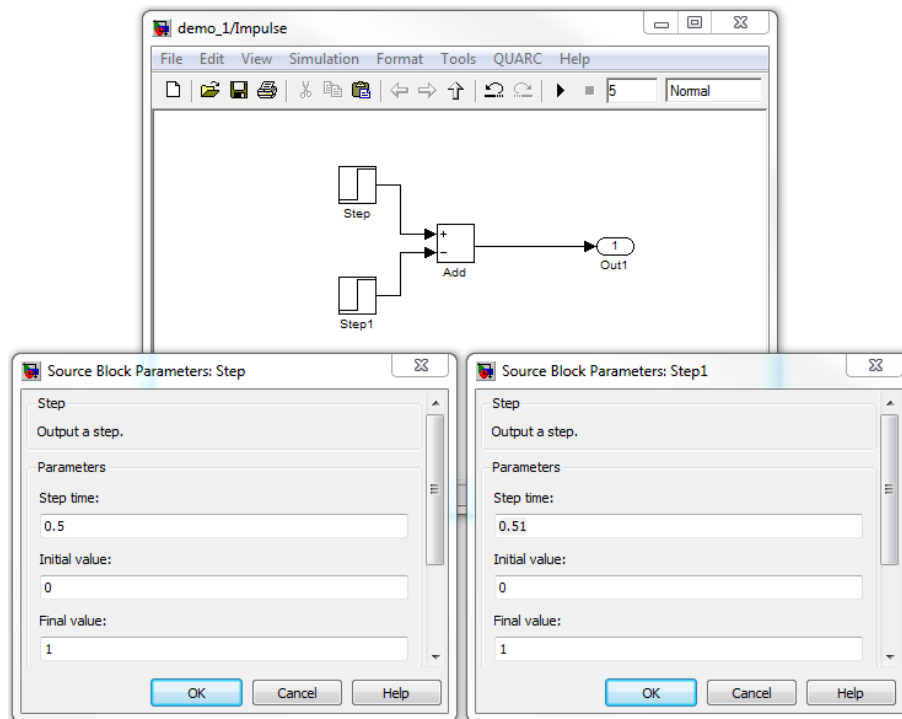 demo_1/Impulse
File Edit View Simulation Format Tools QUARC Help
5 Normal
Step
+
−
Add
1
Out1
Step1
Source Block Parameters: Step
Step
Output a step.
Parameters
Step time:
0.5
Initial value:
0
Final value:
1
OK Cancel Help
Source Block Parameters: Step1
Step
Output a step.
Parameters
Step time:
0.51
Initial value:
0
Final value:
1
OK Cancel Help